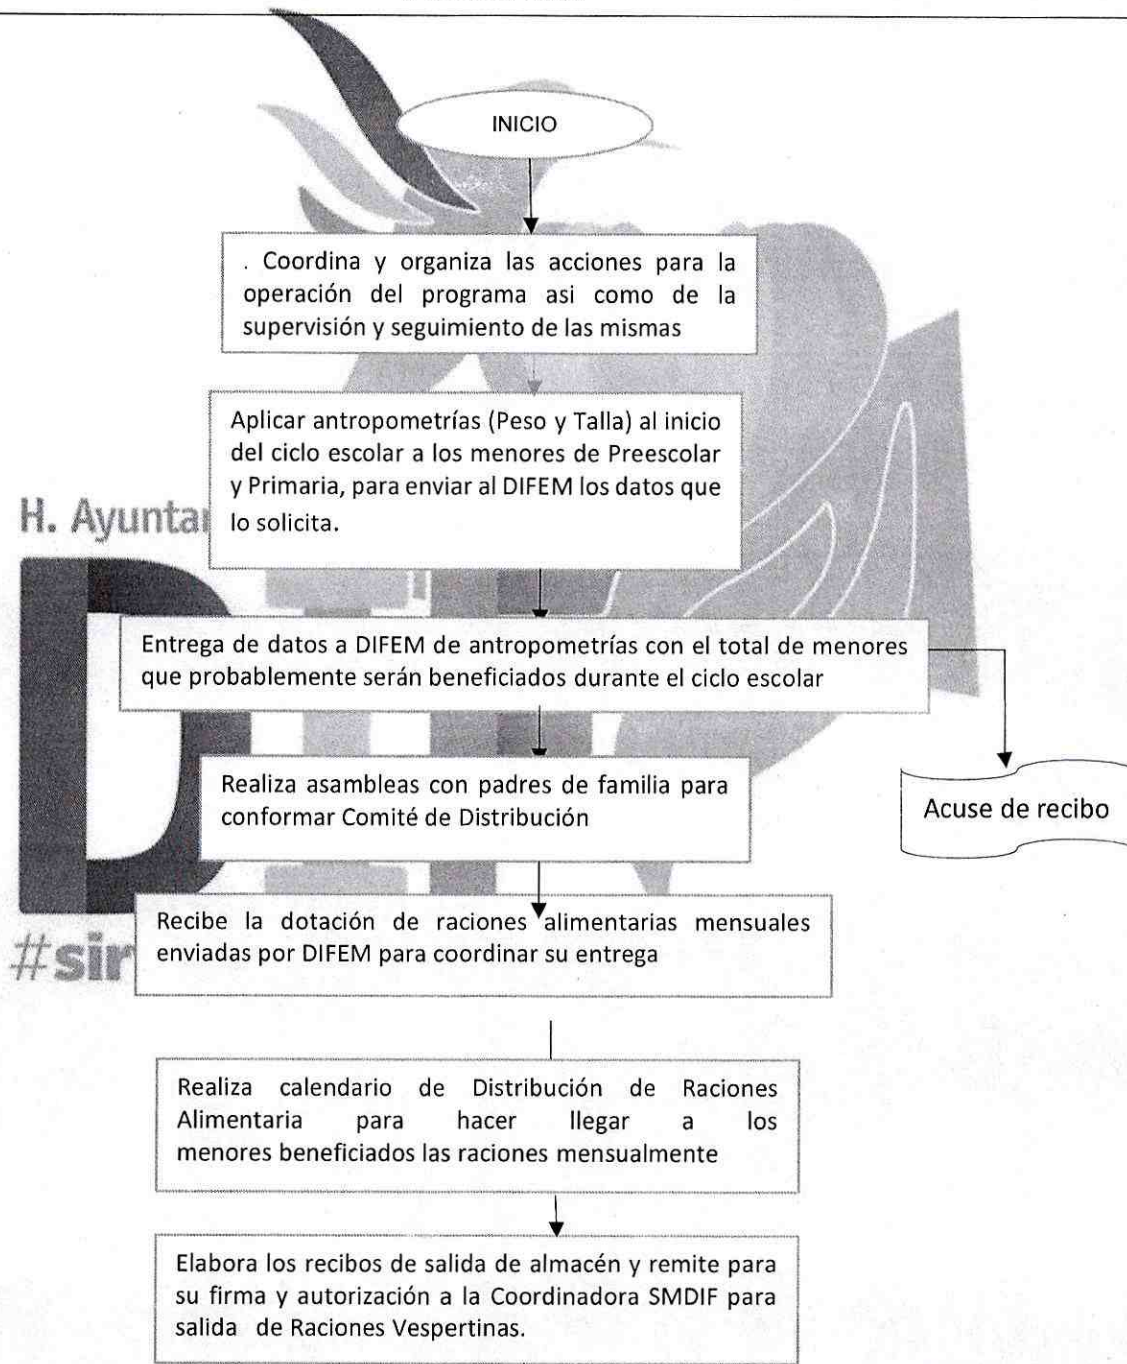 INICIO
. Coordina y organiza las acciones para la
operación del programa asi como de la
supervisión y seguimiento de las mismas
Aplicar antropometrías (Peso y Talla) al inicio
del ciclo escolar a los menores de Preescolar
y Primaria, para enviar al DIFEM los datos que
lo solicita.
H. Ayuntai
Entrega de datos a DIFEM de antropometrías con el total de menores
que probablemente serán beneficiados durante el ciclo escolar
Realiza asambleas con padres de familia para
conformar Comité de Distribución
Acuse de recibo
Recibe la dotación de raciones alimentarias mensuales
enviadas por DIFEM para coordinar su entrega
#sir
Realiza calendario de Distribución de Raciones
Alimentaria para hacer llegar a los
menores beneficiados las raciones mensualmente
Elabora los recibos de salida de almacén y remite para
su firma y autorización a la Coordinadora SMDIF para
salida de Raciones Vespertinas.